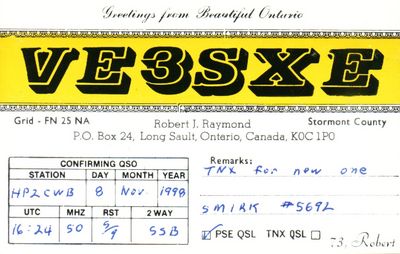 Greetings from Beautiful Ontario
VE3SXE
Grid - FN 25 NA
Robert J. Raymond
Stormont County
P.O. Box 24, Long Sault, Ontario, Canada, K0C 1P0
CONFIRMING QSO
STATION DAY MONTH YEAR
HP2CWB 8 Nov. 1998
UTC MHZ RST 2 WAY
16:24 50 5/9 SSB
Remarks:
TNX for new one
SMIRK #5692
☑ PSE QSL TNX QSL ☐
73, Robert